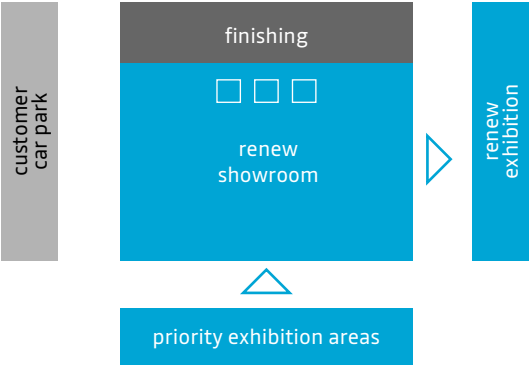 customer
car park
finishing
renew
showroom
renew
exhibition
priority exhibition areas